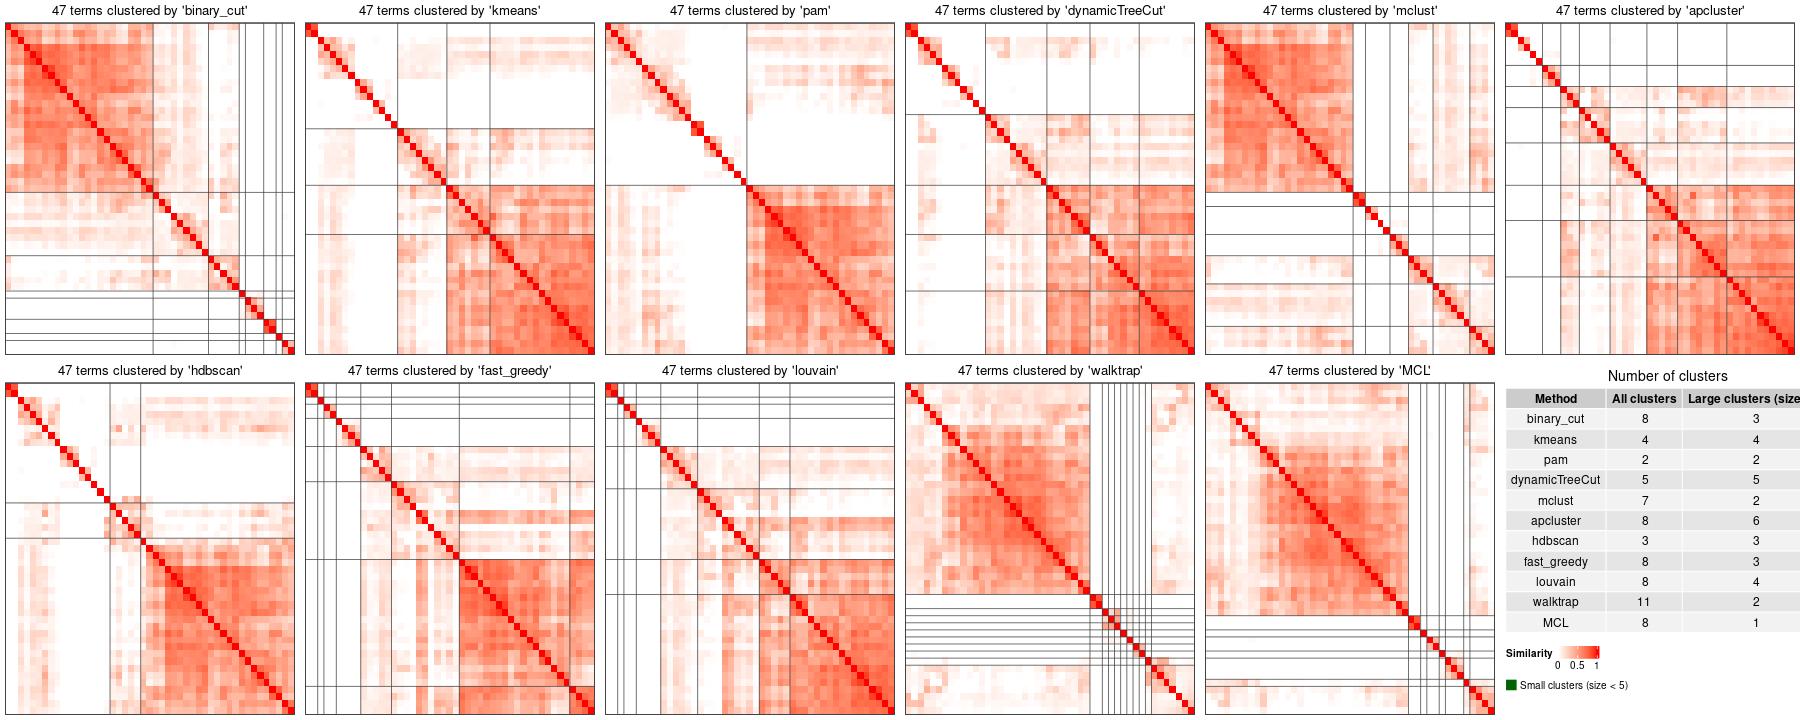 47 terms clustered by 'binary_cut'
47 terms clustered by 'kmeans'
47 terms clustered by 'pam'
47 terms clustered by 'dynamicTreeCut'
47 terms clustered by 'mclust'
47 terms clustered by 'apcluster'
47 terms clustered by 'hdbscan'
47 terms clustered by 'fast_greedy'
47 terms clustered by 'louvain'
47 terms clustered by 'walktrap'
47 terms clustered by 'MCL'
Number of clusters
Method All clusters Large clusters (size
binary_cut 8 3
kmeans 4 4
pam 2 2
dynamicTreeCut 5 5
mclust 7 2
apcluster 8 6
hdbscan 3 3
fast_greedy 8 3
louvain 8 4
walktrap 11 2
MCL 8 1
Similarity
0 0.5 1
Small clusters (size < 5)